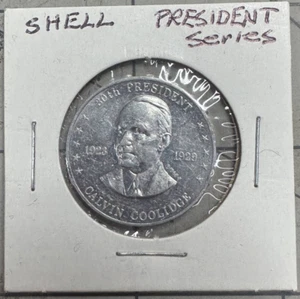 SHELL PRESIDENT
Series
30th PRESIDENT
1923 1929
CALVIN COOLIDGE